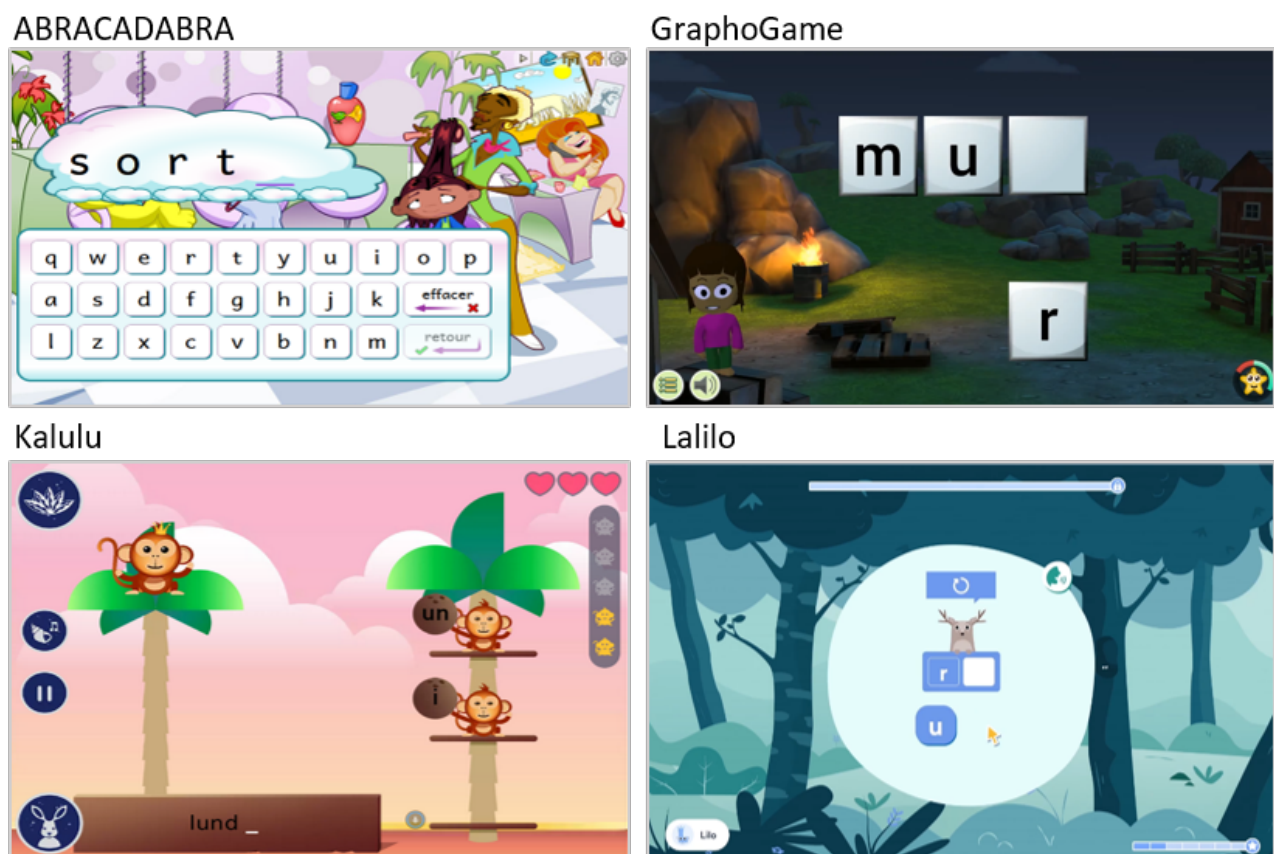 ABRACADABRA
s o r t _
q w e r t y u i o p
a s d f g h j k effacer
l z x c v b n m retour
GraphoGame
m u
r
Kalulu
un
i
lund _
Lalilo
r
u
Lilo